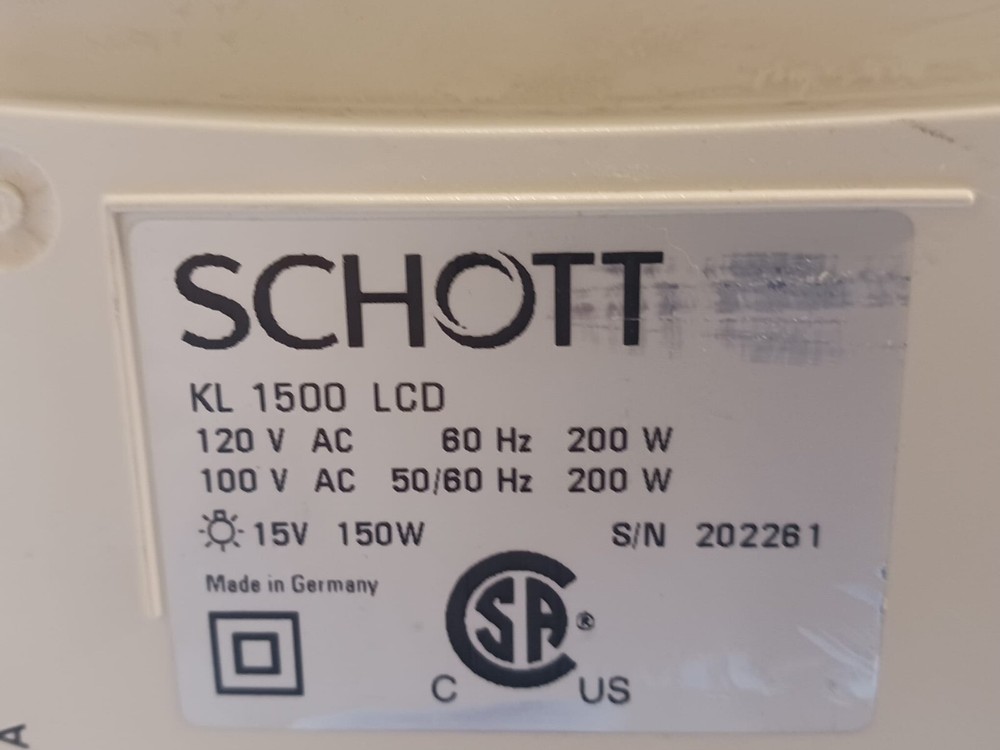 SCHOTT
KL 1500 LCD
120 V AC 60 Hz 200 W
100 V AC 50/60 Hz 200 W
15V 150W S/N 202261
Made in Germany
SA ®
C US
A